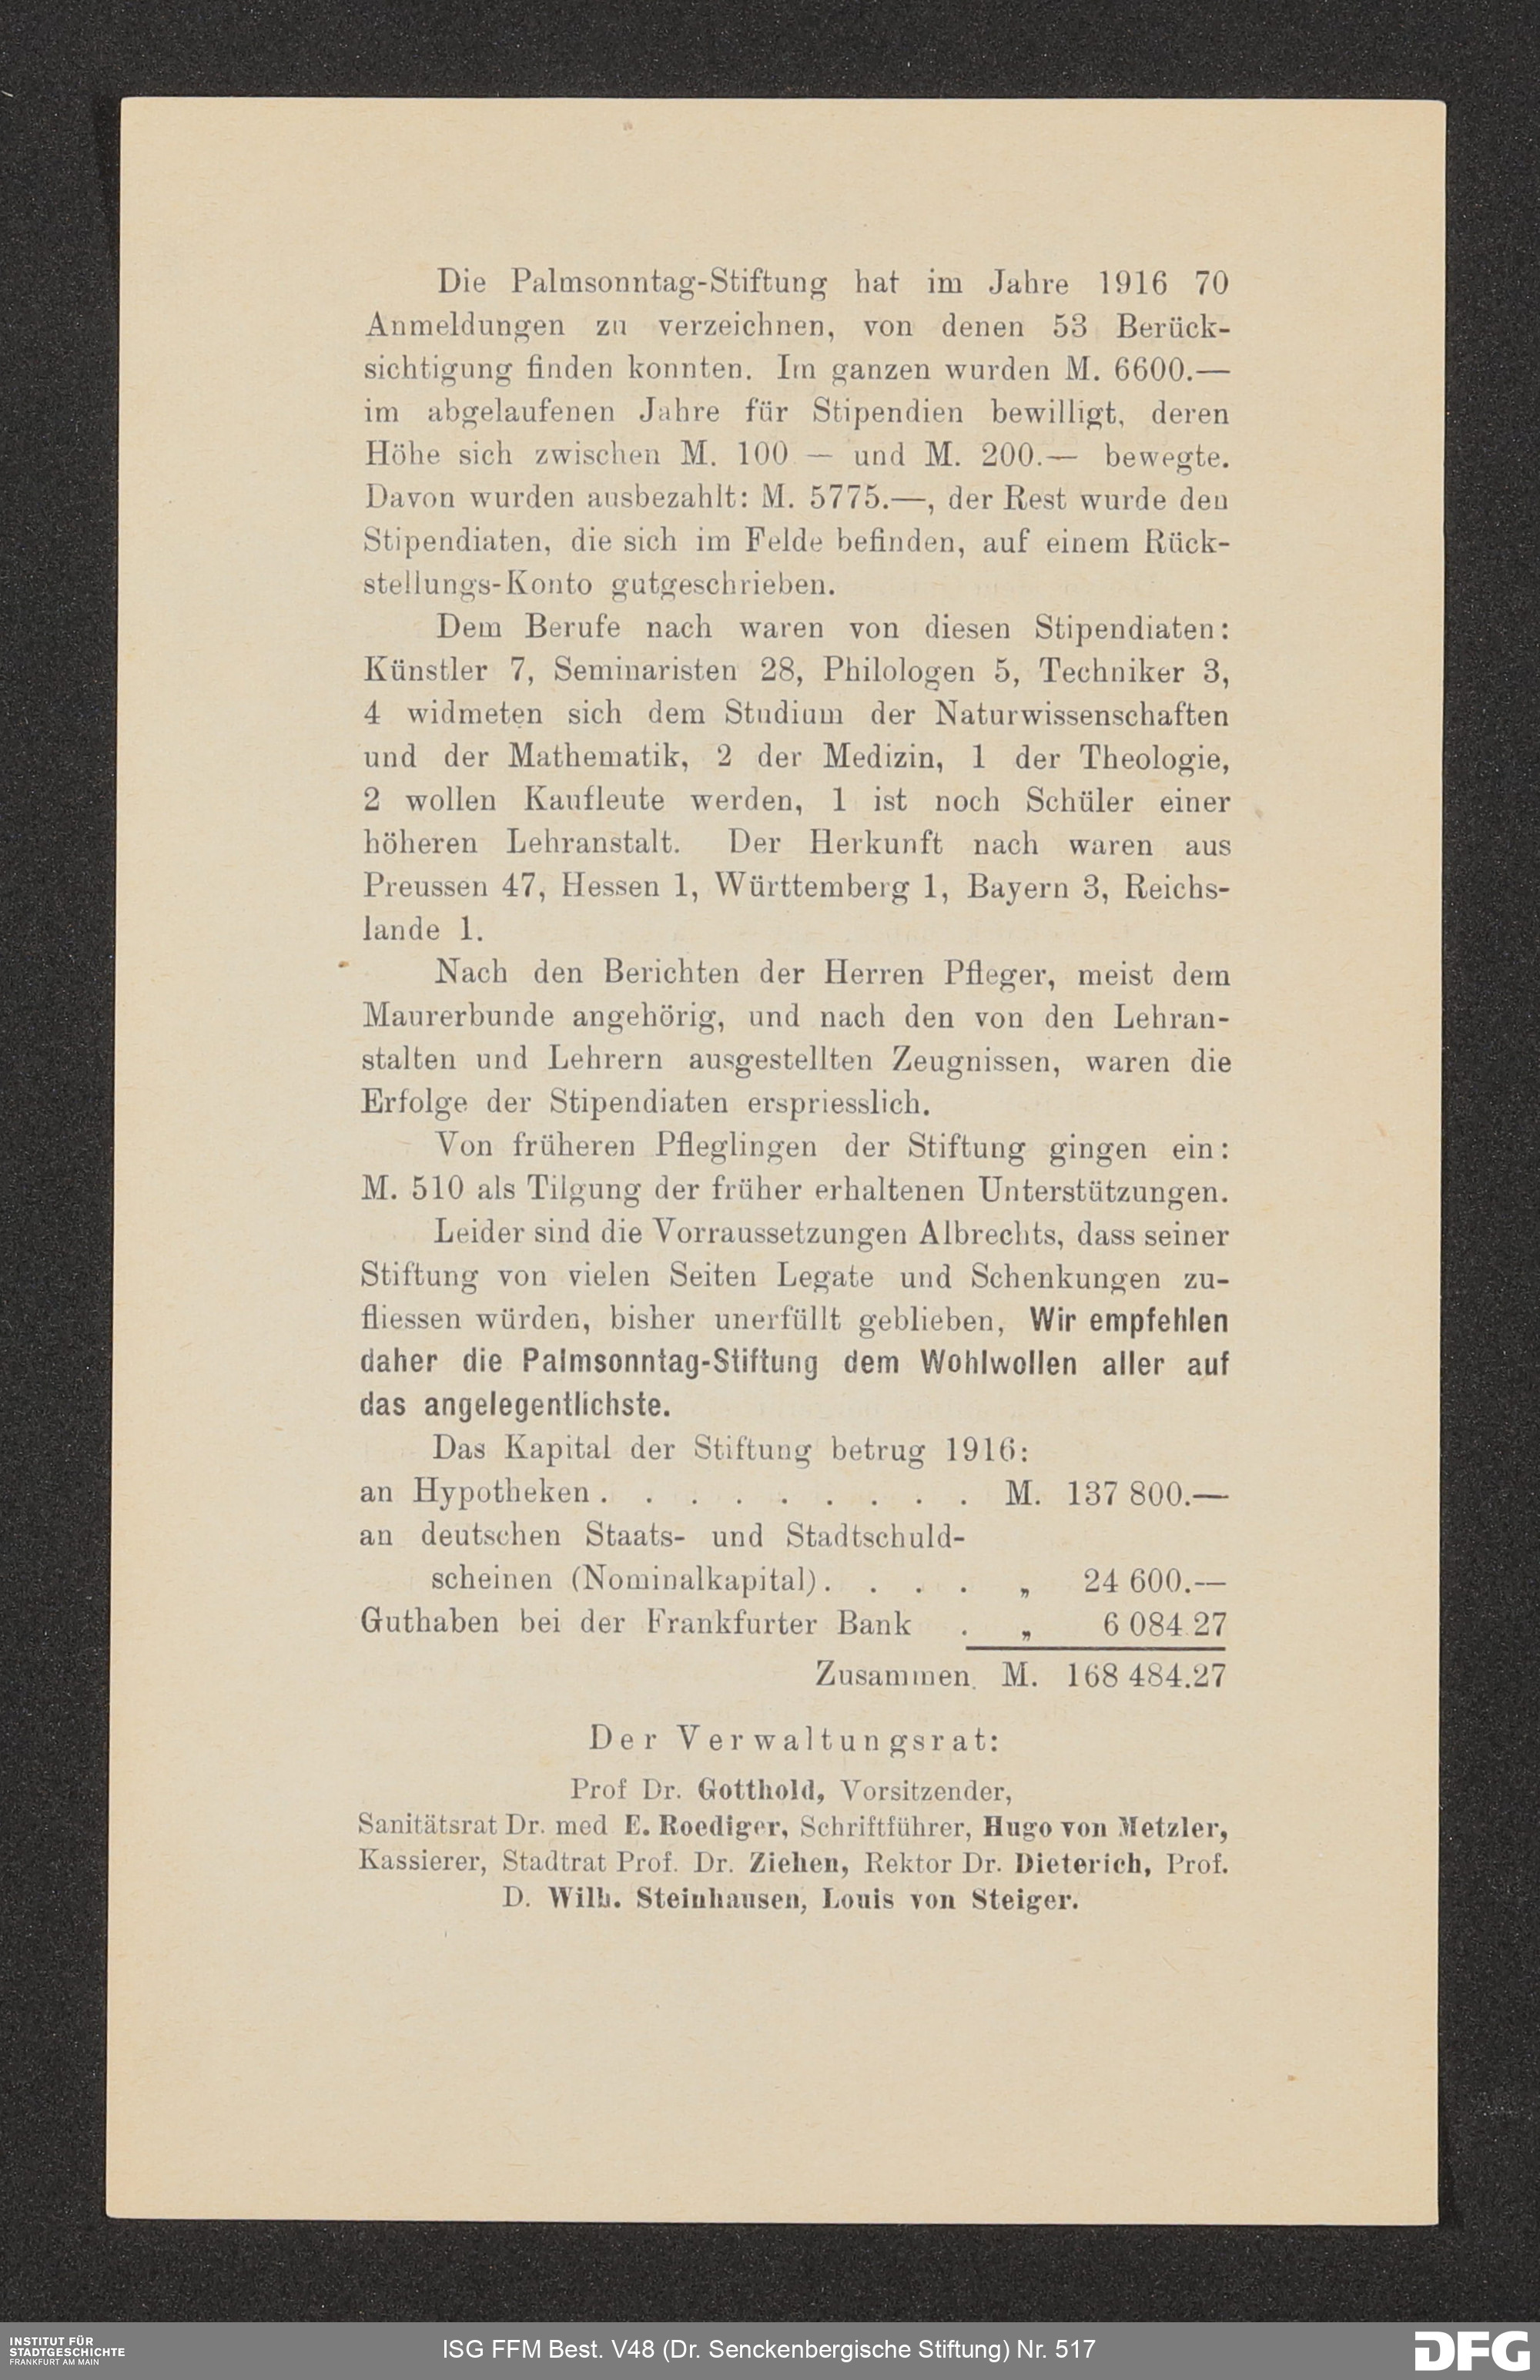 Die Palmsonntag-Stiftung hat im Jahre 1916 70
Anmeldungen zu verzeichnen, von denen 53 Berück-
sichtigung finden konnten. Im ganzen wurden M. 6600.—
im abgelaufenen Jahre für Stipendien bewilligt, deren
Höhe sich zwischen M. 100 — und M. 200.— bewegte.
Davon wurden ausbezahlt: M. 5775.—, der Rest wurde den
Stipendiaten, die sich im Felde befinden, auf einem Rück-
stellungs-Konto gutgeschrieben.
Dem Berufe nach waren von diesen Stipendiaten:
Künstler 7, Seminaristen 28, Philologen 5, Techniker 3,
4 widmeten sich dem Studium der Naturwissenschaften
und der Mathematik, 2 der Medizin, 1 der Theologie,
2 wollen Kaufleute werden, 1 ist noch Schüler einer
höheren Lehranstalt. Der Herkunft nach waren aus
Preussen 47, Hessen 1, Württemberg 1, Bayern 3, Reichs-
lande 1.
Nach den Berichten der Herren Pfleger, meist dem
Maurerbunde angehörig, und nach den von den Lehran-
stalten und Lehrern ausgestellten Zeugnissen, waren die
Erfolge der Stipendiaten erspriesslich.
Von früheren Pfleglingen der Stiftung gingen ein:
M. 510 als Tilgung der früher erhaltenen Unterstützungen.
Leider sind die Vorraussetzungen Albrechts, dass seiner
Stiftung von vielen Seiten Legate und Schenkungen zu-
fliessen würden, bisher unerfüllt geblieben, Wir empfehlen
daher die Palmsonntag-Stiftung dem Wohlwollen aller auf
das angelegentlichste.
Das Kapital der Stiftung betrug 1916:
an Hypotheken . . . . . . . . . M. 137 800.—
an deutschen Staats- und Stadtschuld-
scheinen (Nominalkapital) . . . . „ 24 600.—
Guthaben bei der Frankfurter Bank . „ 6 084.27
Zusammen. M. 168 484.27
Der Verwaltungsrat:
Prof Dr. Gotthold, Vorsitzender,
Sanitätsrat Dr. med E. Roediger, Schriftführer, Hugo von Metzler,
Kassierer, Stadtrat Prof. Dr. Ziehen, Rektor Dr. Dieterich, Prof.
D. Wilh. Steinhausen, Louis von Steiger.
INSTITUT FÜR
STADTGESCHICHTE
FRANKFURT AM MAIN
ISG FFM Best. V48 (Dr. Senckenbergische Stiftung) Nr. 517
DFG